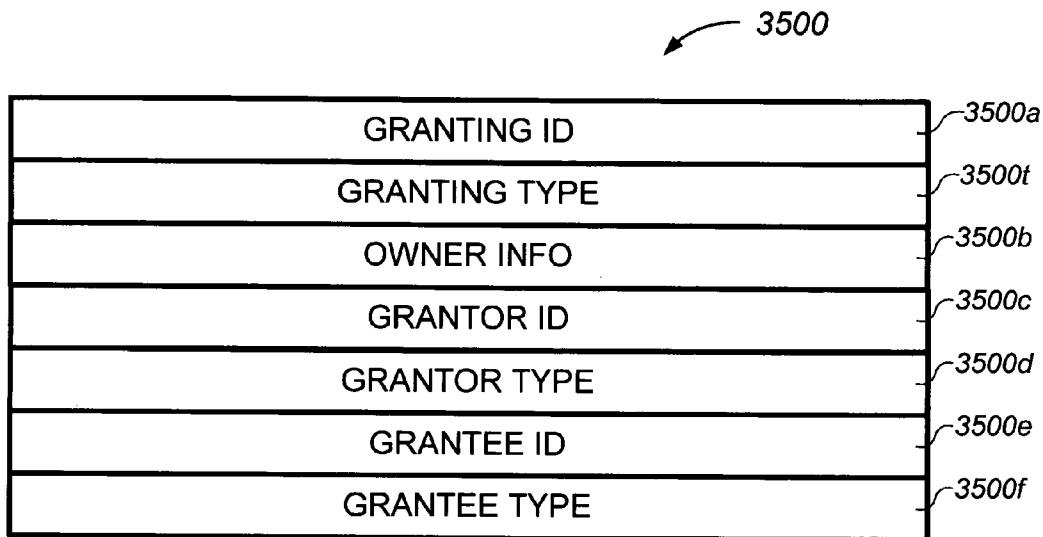 3500
GRANTING ID 3500a
GRANTING TYPE 3500t
OWNER INFO 3500b
GRANTOR ID 3500c
GRANTOR TYPE 3500d
GRANTEE ID 3500e
GRANTEE TYPE 3500f